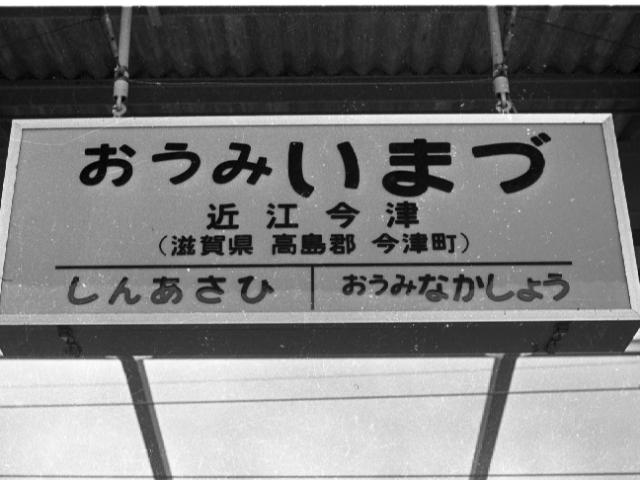 おうみいまづ
近江今津
（滋賀県 高島郡 今津町）
しんあさひ おうみなかしょう